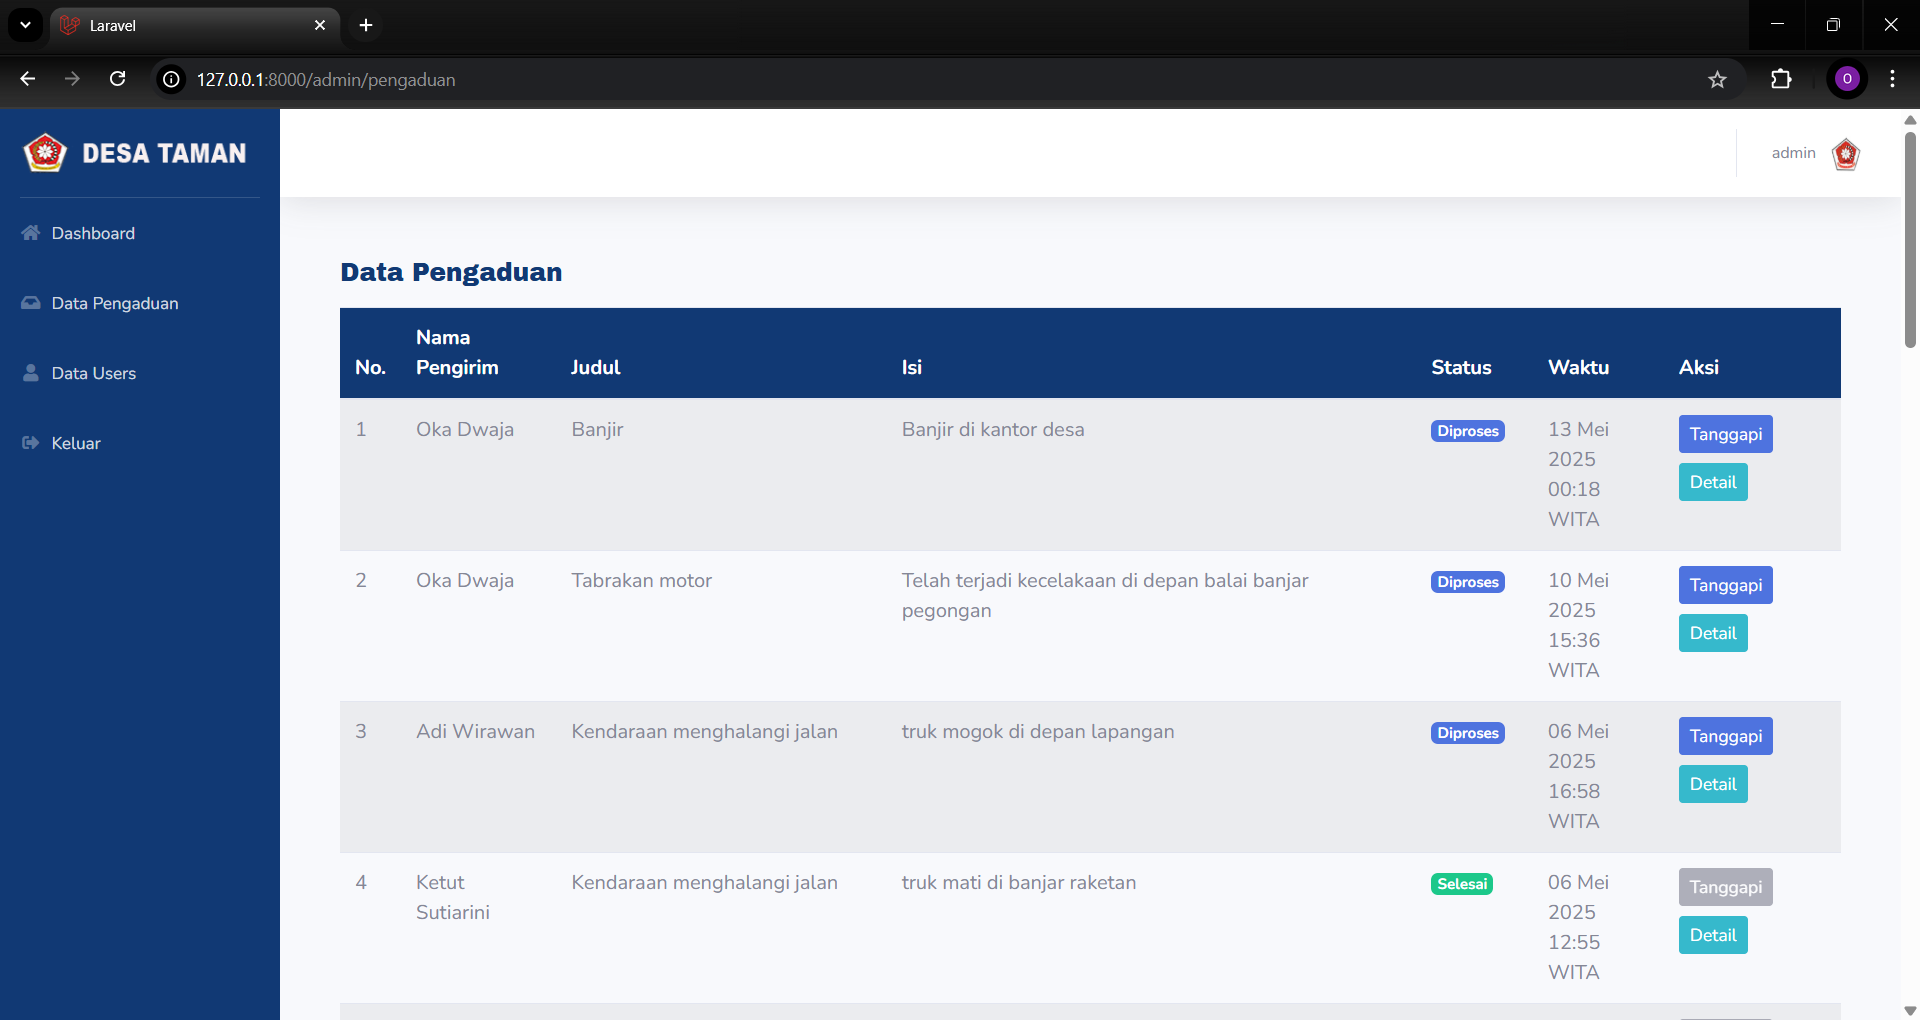 Laravel
127.0.0.1:8000/admin/pengaduan
O
DESA TAMAN
admin
Dashboard
Data Pengaduan
Data Users
Keluar
Data Pengaduan
No.
Nama
Pengirim
Judul
Isi
Status
Waktu
Aksi
1
Oka Dwaja
Banjir
Banjir di kantor desa
Diproses
13 Mei
2025
00:18
WITA
Tanggapi
Detail
2
Oka Dwaja
Tabrakan motor
Telah terjadi kecelakaan di depan balai banjar
pegongan
Diproses
10 Mei
2025
15:36
WITA
Tanggapi
Detail
3
Adi Wirawan
Kendaraan menghalangi jalan
truk mogok di depan lapangan
Diproses
06 Mei
2025
16:58
WITA
Tanggapi
Detail
4
Ketut
Sutiarini
Kendaraan menghalangi jalan
truk mati di banjar raketan
Selesai
06 Mei
2025
12:55
WITA
Tanggapi
Detail